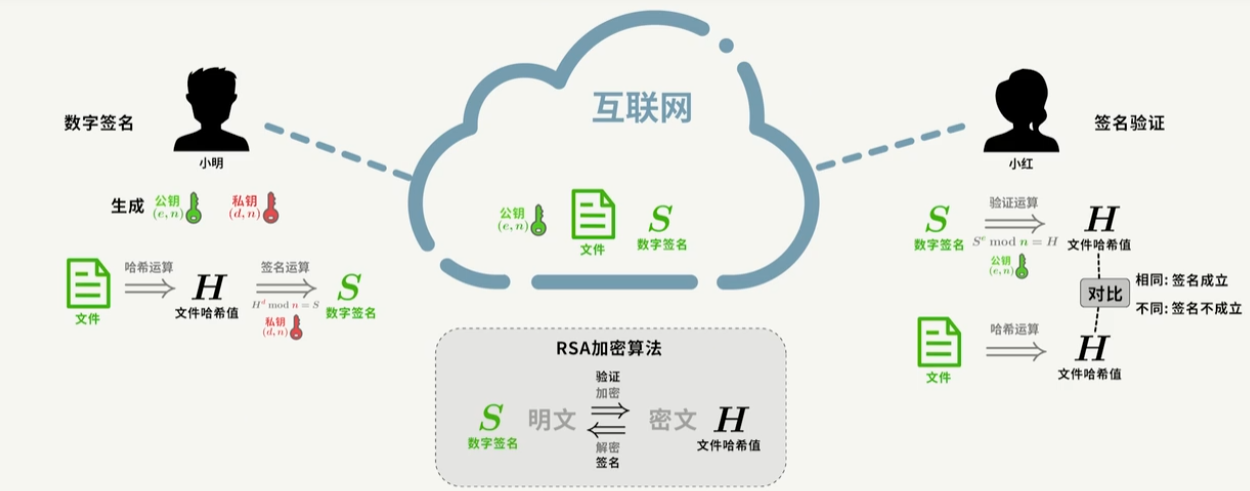 互联网
数字签名
小明
生成
公钥
(e, n)
私钥
(d, n)
文件
哈希运算
H
文件哈希值
签名运算
H^d mod n = S
私钥
(d, n)
S
数字签名
公钥
(e, n)
文件
S
数字签名
小红
签名验证
S
数字签名
验证运算
S^e mod n = H
公钥
(e, n)
H
文件哈希值
对比
相同: 签名成立
不同: 签名不成立
文件
哈希运算
H
文件哈希值
RSA加密算法
S
数字签名
明文
验证
加密
解密
签名
密文
H
文件哈希值